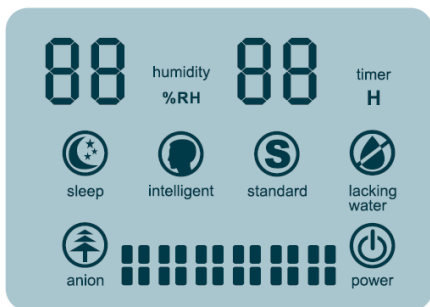 88 humidity %RH 88 timer H
sleep intelligent S standard lacking water
anion power